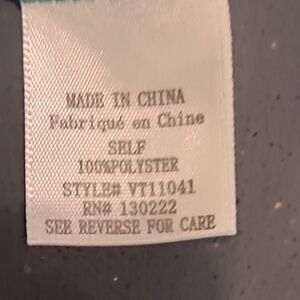 MADE IN CHINA
Fabriqué en Chine
SELF
100%POLYSTER
STYLE# VT11041
RN# 130222
SEE REVERSE FOR CARE